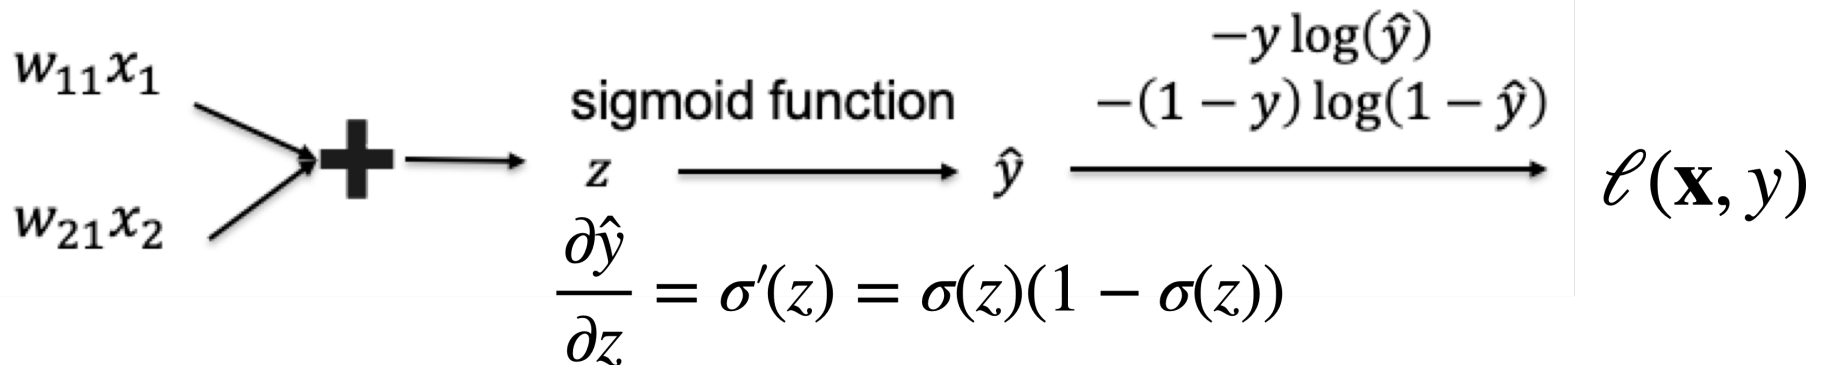 w₁₁x₁
w₂₁x₂
+
sigmoid function
z
ŷ
−y log(ŷ)
−(1 − y) log(1 − ŷ)
ℓ(𝐱, y)
∂ŷ/∂z = σ′(z) = σ(z)(1 − σ(z))